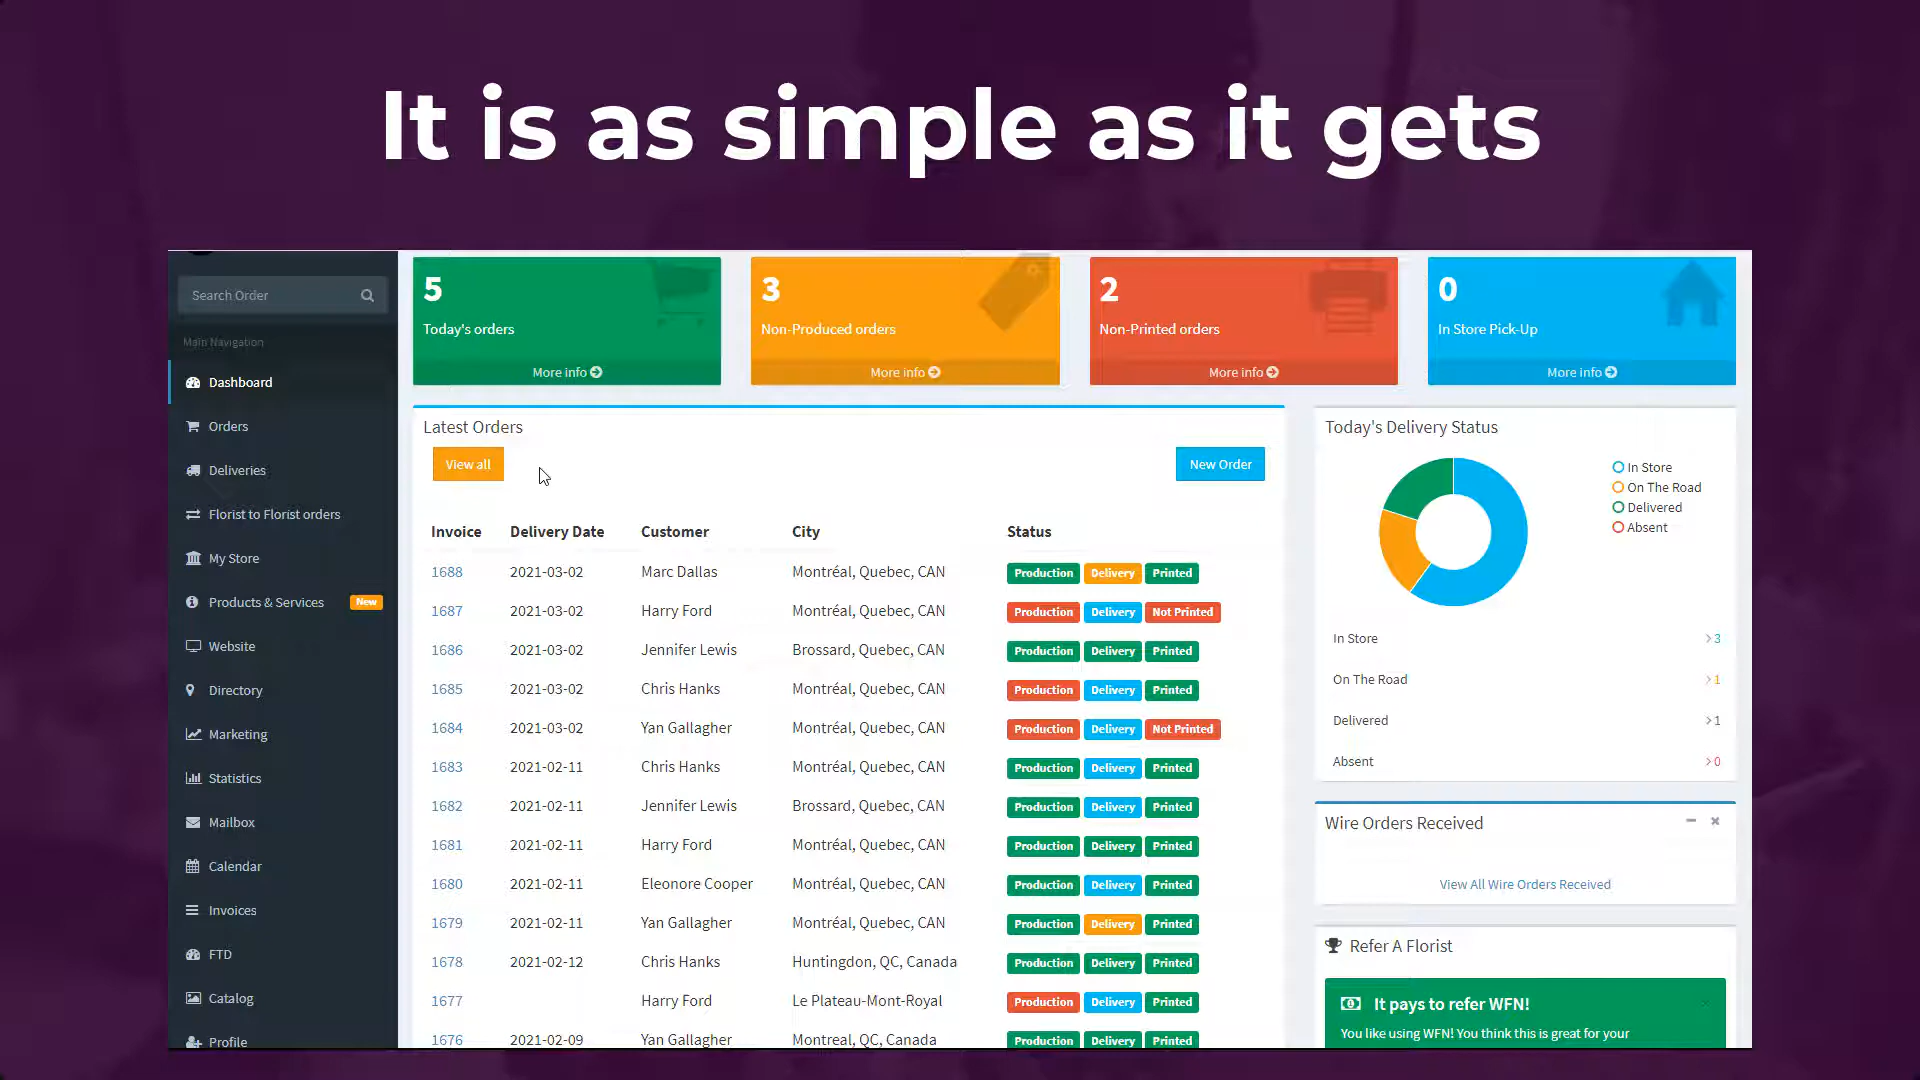 It is as simple as it gets
Search Order
Main Navigation
Dashboard
Orders
Deliveries
Florist to Florist orders
My Store
Products & Services New
Website
Directory
Marketing
Statistics
Mailbox
Calendar
Invoices
FTD
Catalog
Profile
5
Today's orders
More info
3
Non-Produced orders
More info
2
Non-Printed orders
More info
0
In Store Pick-Up
More info
Latest Orders
View all
New Order
Invoice Delivery Date Customer City Status
1688 2021-03-02 Marc Dallas Montréal, Quebec, CAN Production Delivery Printed
1687 2021-03-02 Harry Ford Montréal, Quebec, CAN Production Delivery Not Printed
1686 2021-03-02 Jennifer Lewis Brossard, Quebec, CAN Production Delivery Printed
1685 2021-03-02 Chris Hanks Montréal, Quebec, CAN Production Delivery Printed
1684 2021-03-02 Yan Gallagher Montréal, Quebec, CAN Production Delivery Not Printed
1683 2021-02-11 Chris Hanks Montréal, Quebec, CAN Production Delivery Printed
1682 2021-02-11 Jennifer Lewis Brossard, Quebec, CAN Production Delivery Printed
1681 2021-02-11 Harry Ford Montréal, Quebec, CAN Production Delivery Printed
1680 2021-02-11 Eleonore Cooper Montréal, Quebec, CAN Production Delivery Printed
1679 2021-02-11 Yan Gallagher Montréal, Quebec, CAN Production Delivery Printed
1678 2021-02-12 Chris Hanks Huntingdon, QC, Canada Production Delivery Printed
1677 Harry Ford Le Plateau-Mont-Royal Production Delivery Printed
1676 2021-02-09 Yan Gallagher Montreal, QC, Canada Production Delivery Printed
Today's Delivery Status
In Store
On The Road
Delivered
Absent
In Store 3
On The Road 1
Delivered 1
Absent 0
Wire Orders Received
View All Wire Orders Received
Refer A Florist
It pays to refer WFN!
You like using WFN! You think this is great for your